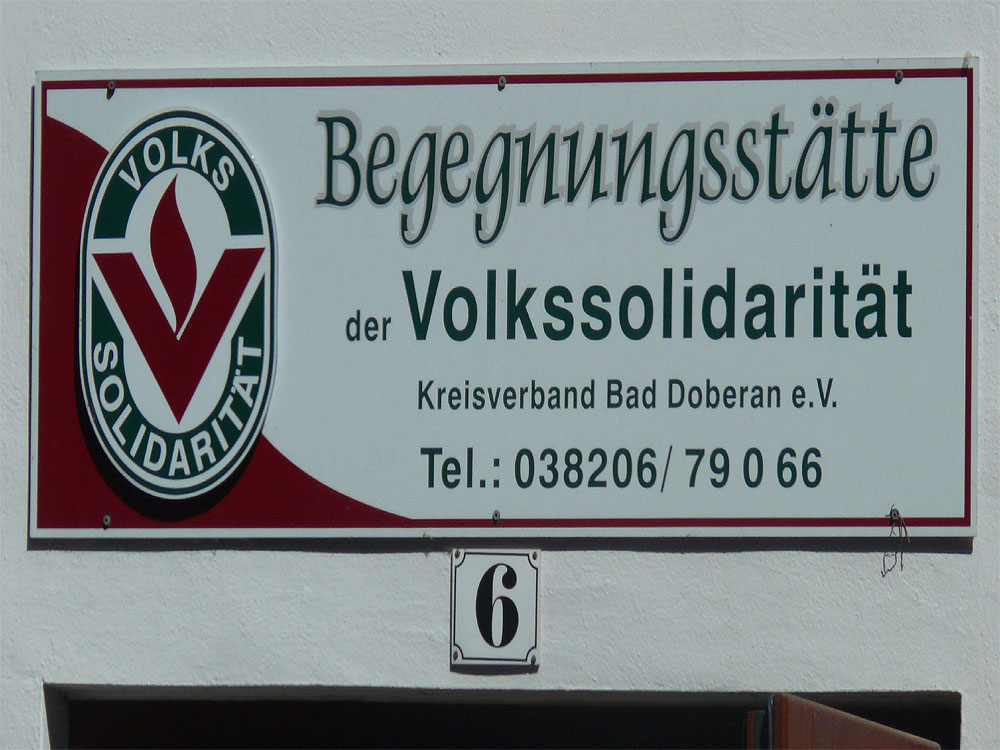 VOLKS
SOLIDARITÄT
Begegnungsstätte
der Volkssolidarität
Kreisverband Bad Doberan e.V.
Tel.: 038206/ 79 0 66
6